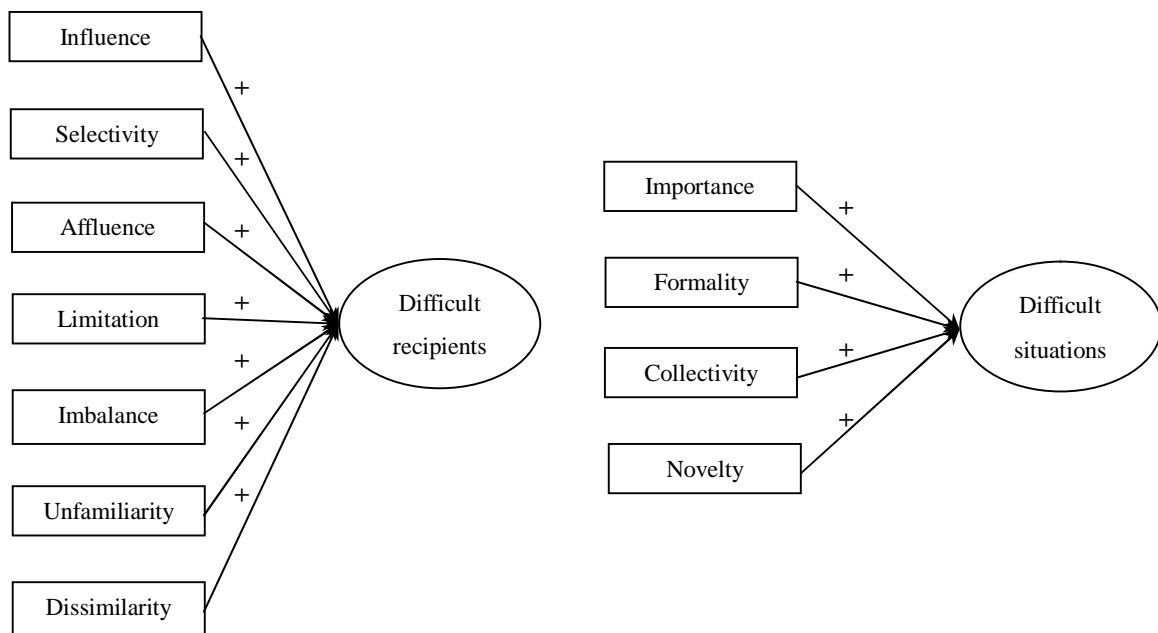 Influence
+
Selectivity
+
Affluence
+
Limitation
+
Imbalance
+
Unfamiliarity
+
Dissimilarity
+
Difficult
recipients
Importance
+
Formality
+
Collectivity
+
Novelty
+
Difficult
situations